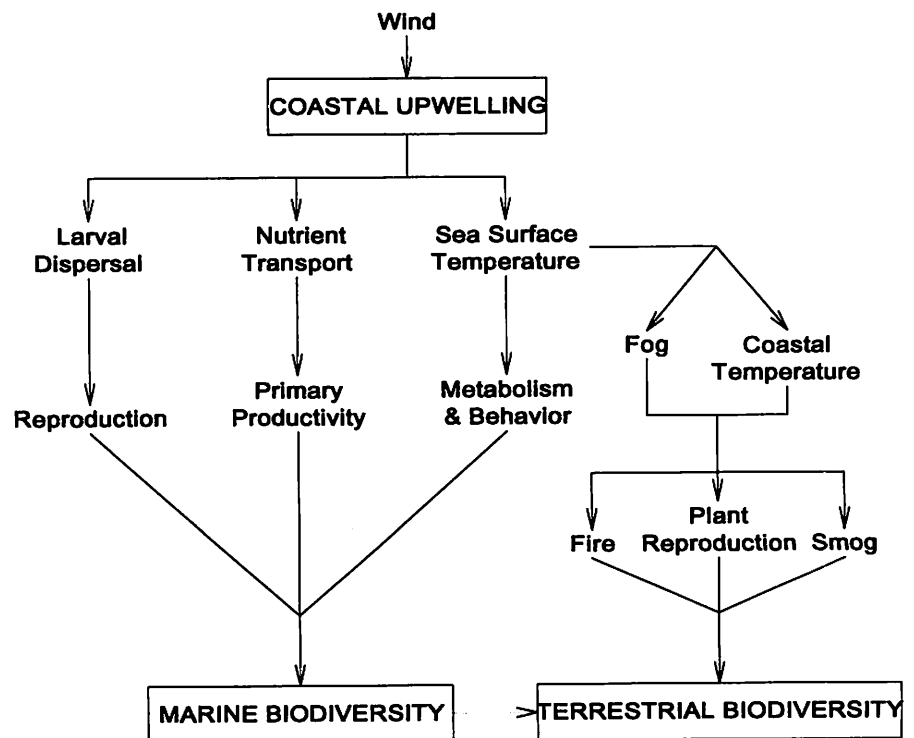 Wind
COASTAL UPWELLING
Larval
Dispersal
Nutrient
Transport
Sea Surface
Temperature
Fog
Coastal
Temperature
Reproduction
Primary
Productivity
Metabolism
& Behavior
Fire
Plant
Reproduction
Smog
MARINE BIODIVERSITY
TERRESTRIAL BIODIVERSITY